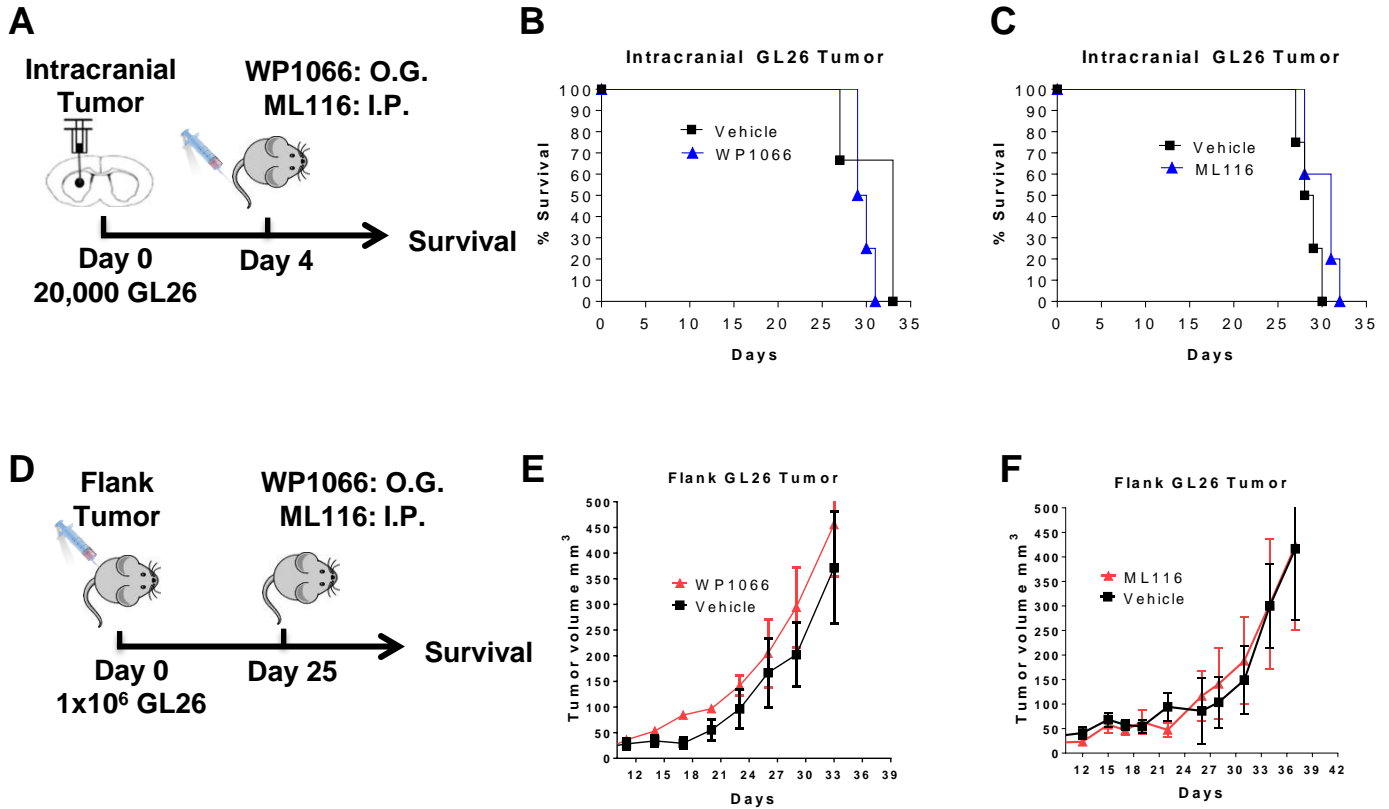 A
Intracranial
Tumor
WP1066: O.G.
ML116: I.P.
Day 0
20,000 GL26
Day 4
Survival
B
Intracranial GL26 Tumor
% Survival
100
90
80
70
60
50
40
30
20
10
0
Vehicle
WP1066
0 5 10 15 20 25 30 35
Days
C
Intracranial GL26 Tumor
% Survival
100
90
80
70
60
50
40
30
20
10
0
Vehicle
ML116
0 5 10 15 20 25 30 35
Days
D
Flank
Tumor
WP1066: O.G.
ML116: I.P.
Day 0
1x10⁶ GL26
Day 25
Survival
E
Flank GL26 Tumor
Tumor volume mm³
500
450
400
350
300
250
200
150
100
50
0
WP1066
Vehicle
12 15 18 21 24 27 30 33 36 39
Days
F
Flank GL26 Tumor
Tumor volume mm³
500
400
300
200
100
50
0
ML116
Vehicle
12 15 18 21 24 27 30 33 36 39 42
Days